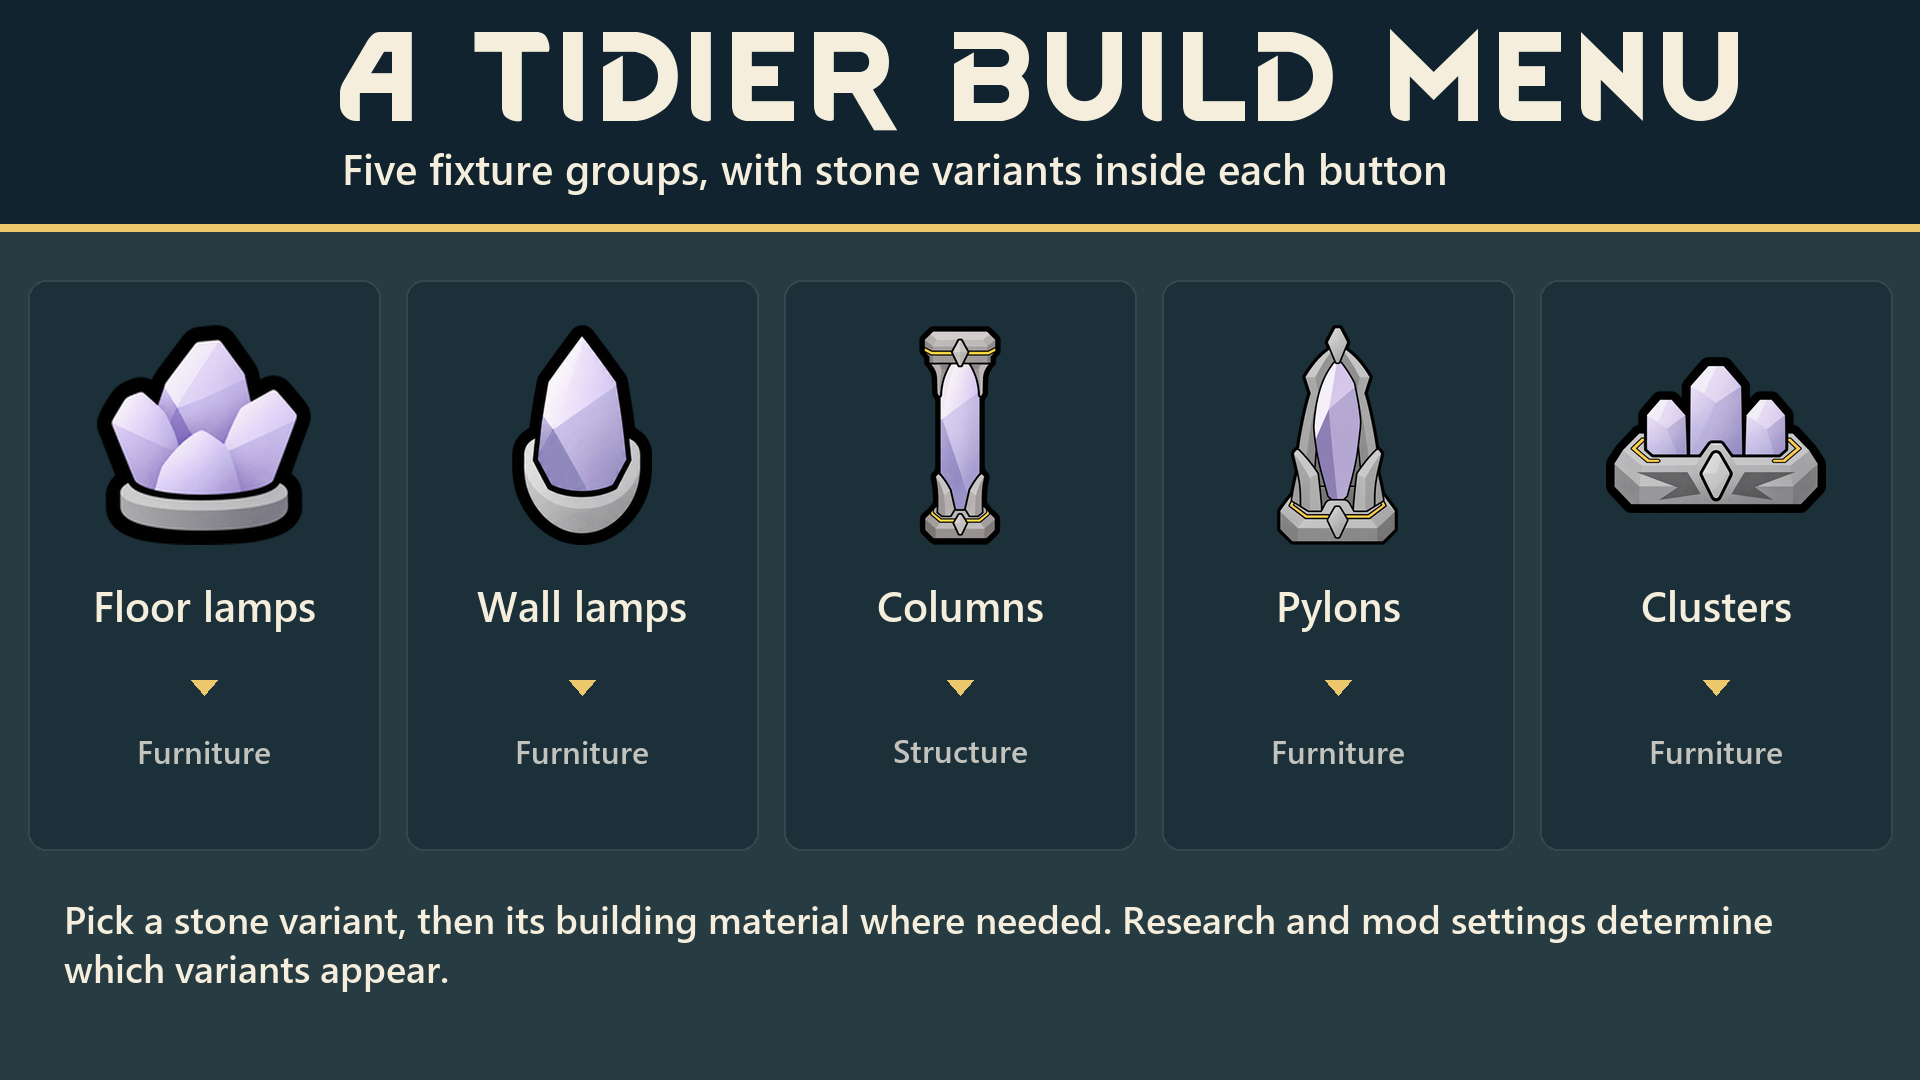 A TIDIER BUILD MENU
Five fixture groups, with stone variants inside each button
Floor lamps
Furniture
Wall lamps
Furniture
Columns
Structure
Pylons
Furniture
Clusters
Furniture
Pick a stone variant, then its building material where needed. Research and mod settings determine
which variants appear.